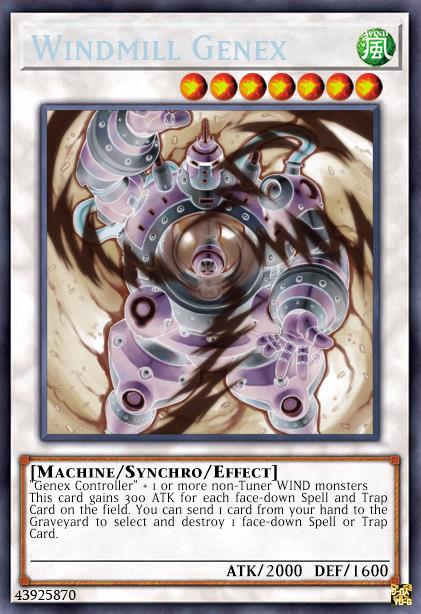 Windmill Genex
WIND
風
[Machine/Synchro/Effect]
"Genex Controller" + 1 or more non-Tuner WIND monsters
This card gains 300 ATK for each face-down Spell and Trap
Card on the field. You can send 1 card from your hand to the
Graveyard to select and destroy 1 face-down Spell or Trap
Card.
ATK/2000 DEF/1600
43925870